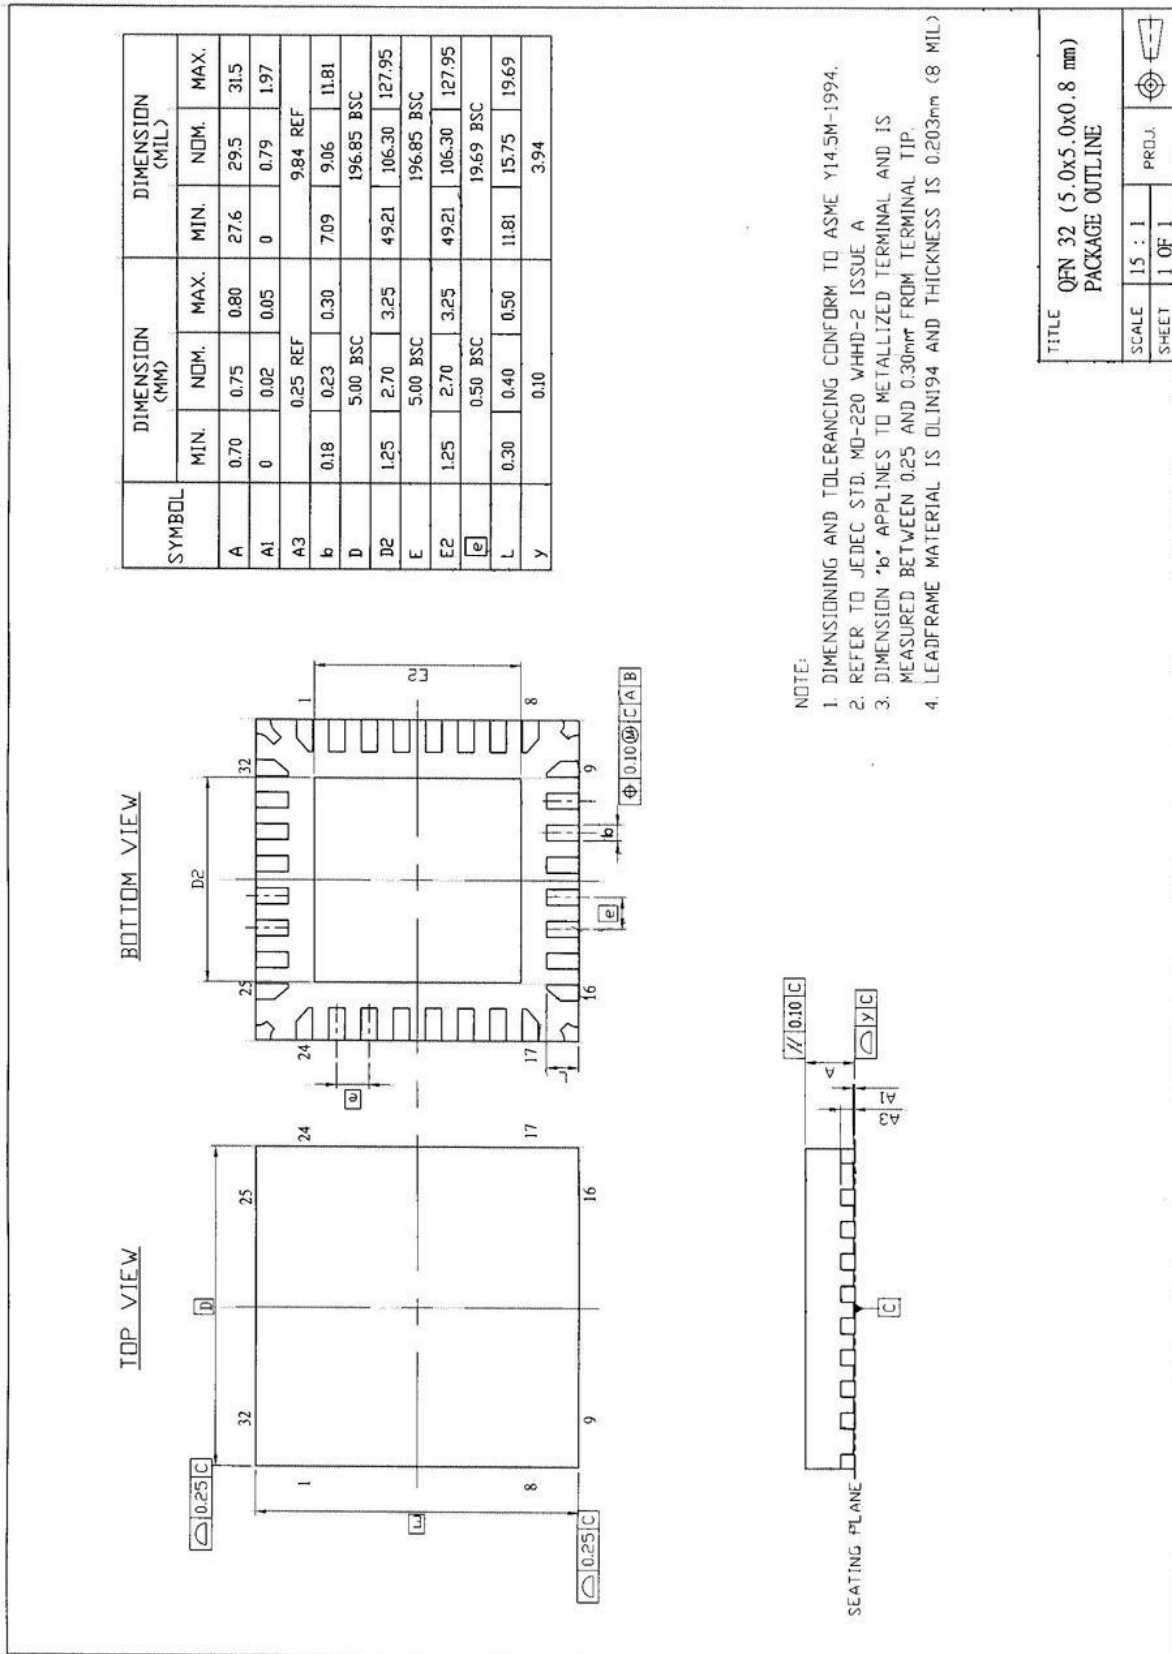 TOP VIEW
BOTTOM VIEW
⌓ 0.25 C
D
32
25
1
24
E
8
17
9
16
⌓ 0.25 C
D2
25
32
24
1
e
E2
17
8
L
16
9
e
b
⌖ 0.10 Ⓜ C A B
// 0.10 C
A
⌓ y C
A1
A3
SEATING PLANE
C
SYMBOL DIMENSION (MM) DIMENSION (MIL)
MIN. NOM. MAX. MIN. NOM. MAX.
A 0.70 0.75 0.80 27.6 29.5 31.5
A1 0 0.02 0.05 0 0.79 1.97
A3 0.25 REF 9.84 REF
b 0.18 0.23 0.30 7.09 9.06 11.81
D 5.00 BSC 196.85 BSC
D2 1.25 2.70 3.25 49.21 106.30 127.95
E 5.00 BSC 196.85 BSC
E2 1.25 2.70 3.25 49.21 106.30 127.95
e 0.50 BSC 19.69 BSC
L 0.30 0.40 0.50 11.81 15.75 19.69
y 0.10 3.94
NOTE:
1. DIMENSIONING AND TOLERANCING CONFORM TO ASME Y14.5M-1994.
2. REFER TO JEDEC STD. MO-220 WHHD-2 ISSUE A
3. DIMENSION "b" APPLINES TO METALLIZED TERMINAL AND IS
MEASURED BETWEEN 0.25 AND 0.30mm FROM TERMINAL TIP.
4. LEADFRAME MATERIAL IS OLIN194 AND THICKNESS IS 0.203mm (8 MIL)
TITLE
QFN 32 (5.0x5.0x0.8 mm)
PACKAGE OUTLINE
SCALE 15 : 1 PROJ.
SHEET 1 OF 1